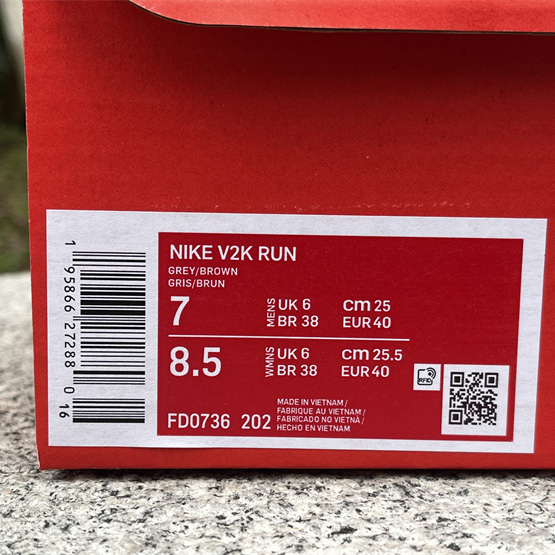 NIKE V2K RUN
GREY/BROWN
GRIS/BRUN
7 MENS UK 6 cm 25
BR 38 EUR 40
8.5 WMNS UK 6 cm 25.5
BR 38 EUR 40
RFID
FD0736 202
MADE IN VIETNAM /
FABRIQUE AU VIETNAM /
FABRICADO NO VIETNÃ /
HECHO EN VIETNAM
1 95866 27288 0 16